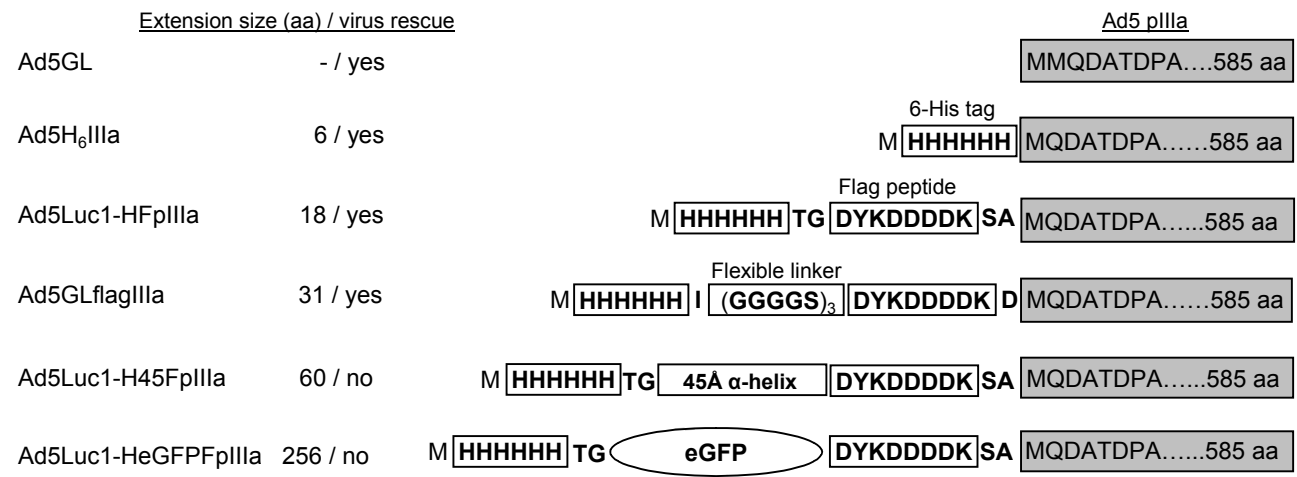 Extension size (aa) / virus rescue Ad5 pIIIa
Ad5GL - / yes MMQDATDPA….585 aa
6-His tag
Ad5H₆IIIa 6 / yes M HHHHHH MQDATDPA……585 aa
Flag peptide
Ad5Luc1-HFpIIIa 18 / yes M HHHHHH TG DYKDDDDK SA MQDATDPA…...585 aa
Flexible linker
Ad5GLflagIIIa 31 / yes M HHHHHH I (GGGGS)₃ DYKDDDDK D MQDATDPA……585 aa
Ad5Luc1-H45FpIIIa 60 / no M HHHHHH TG 45Å α-helix DYKDDDDK SA MQDATDPA…...585 aa
Ad5Luc1-HeGFPFpIIIa 256 / no M HHHHHH TG eGFP DYKDDDDK SA MQDATDPA…...585 aa